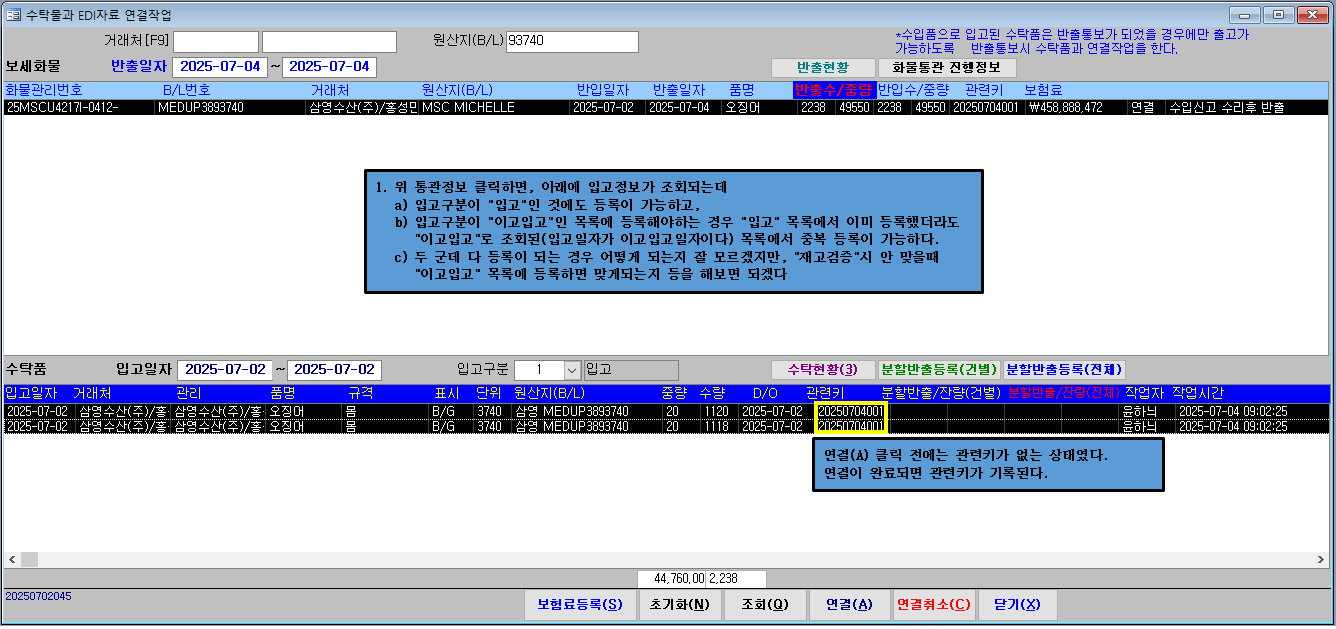 수탁물과 EDI자료 연결작업
거래처[F9] 원산지(B/L) 93740
*수입품으로 입고된 수탁품은 반출통보가 되었을 경우에만 출고가
가능하도록 반출통보시 수탁품과 연결작업을 한다.
보세화물 반출일자 2025-07-04 ~ 2025-07-04 반출현황 화물통관 진행정보
화물관리번호 B/L번호 거래처 원산지(B/L) 반입일자 반출일자 품명 반출수/중량 반입수/중량 관련키 보험료
25MSCU4217I-0412- MEDUP3893740 삼영수산(주)/홍성민 MSC MICHELLE 2025-07-02 2025-07-04 오징어 2238 49550 2238 49550 20250704001 ₩458,888,472 연결 수입신고 수리후 반출
1. 위 통관정보 클릭하면, 아래에 입고정보가 조회되는데
a) 입고구분이 "입고"인 것에도 등록이 가능하고,
b) 입고구분이 "이고입고"인 목록에 등록해야하는 경우 "입고" 목록에서 이미 등록했더라도
"이고입고"로 조회된(입고일자가 이고입고일자이다) 목록에서 중복 등록이 가능하다.
c) 두 군데 다 등록이 되는 경우 어떻게 되는지 잘 모르겠지만, "재고검증"시 안 맞을때
"이고입고" 목록에 등록하면 맞게되는지 등을 해보면 되겠다
수탁품 입고일자 2025-07-02 ~ 2025-07-02 입고구분 1 입고 수탁현황(3) 분할반출등록(건별) 분할반출등록(전체)
입고일자 거래처 관리 품명 규격 표시 단위 원산지(B/L) 중량 수량 D/O 관련키 분할반출/잔량(건별) 분할반출/잔량(전체) 작업자 작업시간
2025-07-02 삼영수산(주)/홍 삼영수산(주)/홍 오징어 몸 B/G 3740 삼영 MEDUP3893740 20 1120 2025-07-02 20250704001 윤하늬 2025-07-04 09:02:25
2025-07-02 삼영수산(주)/홍 삼영수산(주)/홍 오징어 몸 B/G 3740 삼영 MEDUP3893740 20 1118 2025-07-02 20250704001 윤하늬 2025-07-04 09:02:25
연결(A) 클릭 전에는 관련키가 없는 상태였다.
연결이 완료되면 관련키가 기록된다.
44,760,00 2,238
20250702045
보험료등록(S) 초기화(N) 조회(Q) 연결(A) 연결취소(C) 닫기(X)